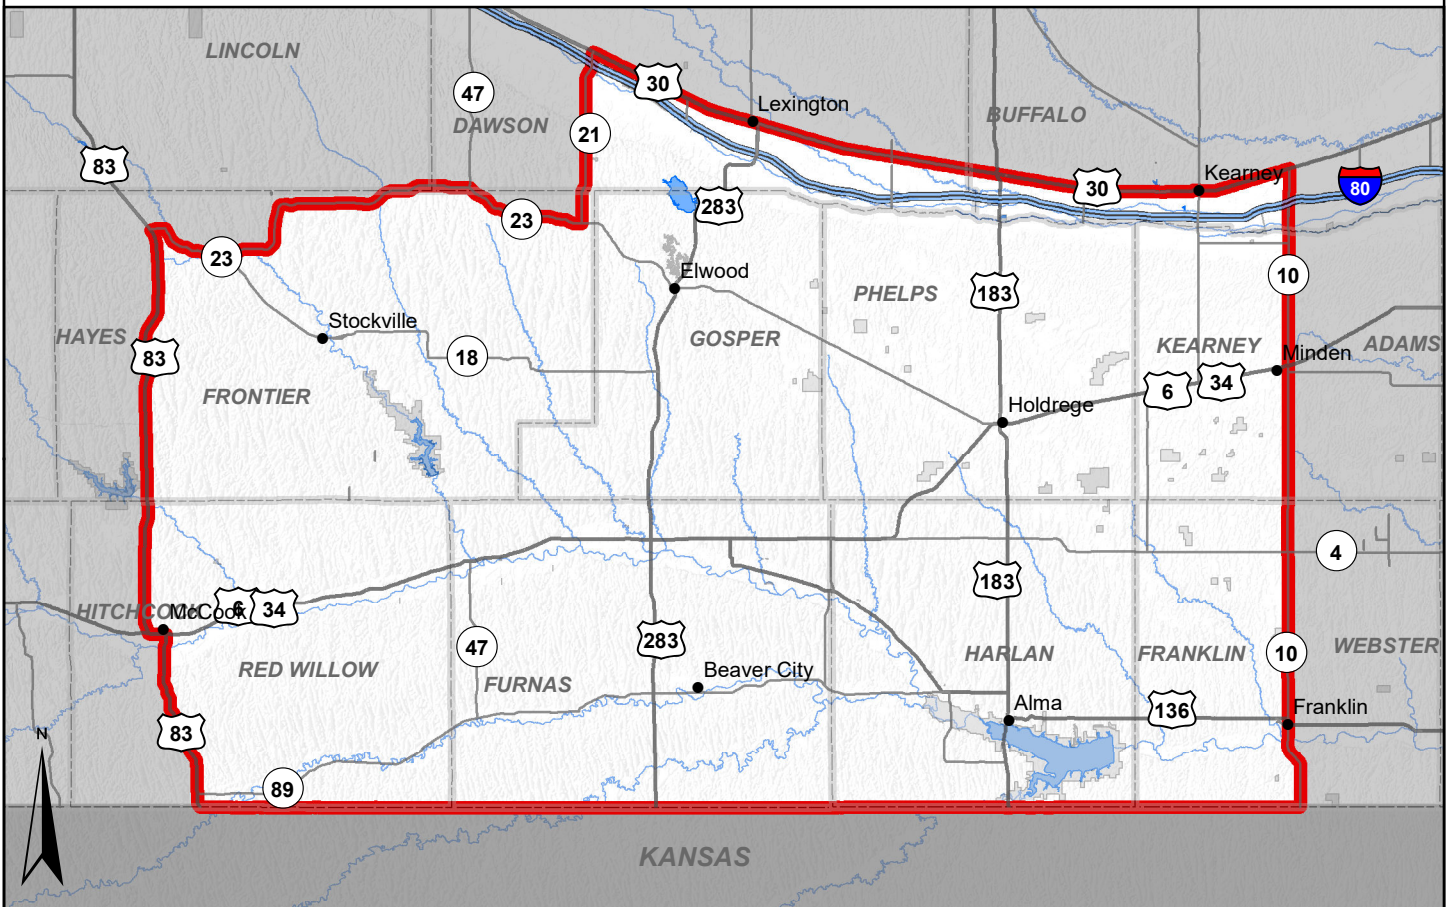 LINCOLN
47
DAWSON
30
Lexington
BUFFALO
21
83
Kearney
80
30
283
23
23
10
Elwood
PHELPS
183
HAYES
Stockville
83
18
GOSPER
KEARNEY
Minden
ADAMS
FRONTIER
6
34
Holdrege
4
183
HITCHCOCK
McCook
6
34
47
283
10
RED WILLOW
FURNAS
Beaver City
HARLAN
FRANKLIN
WEBSTER
83
Alma
136
Franklin
N
89
KANSAS